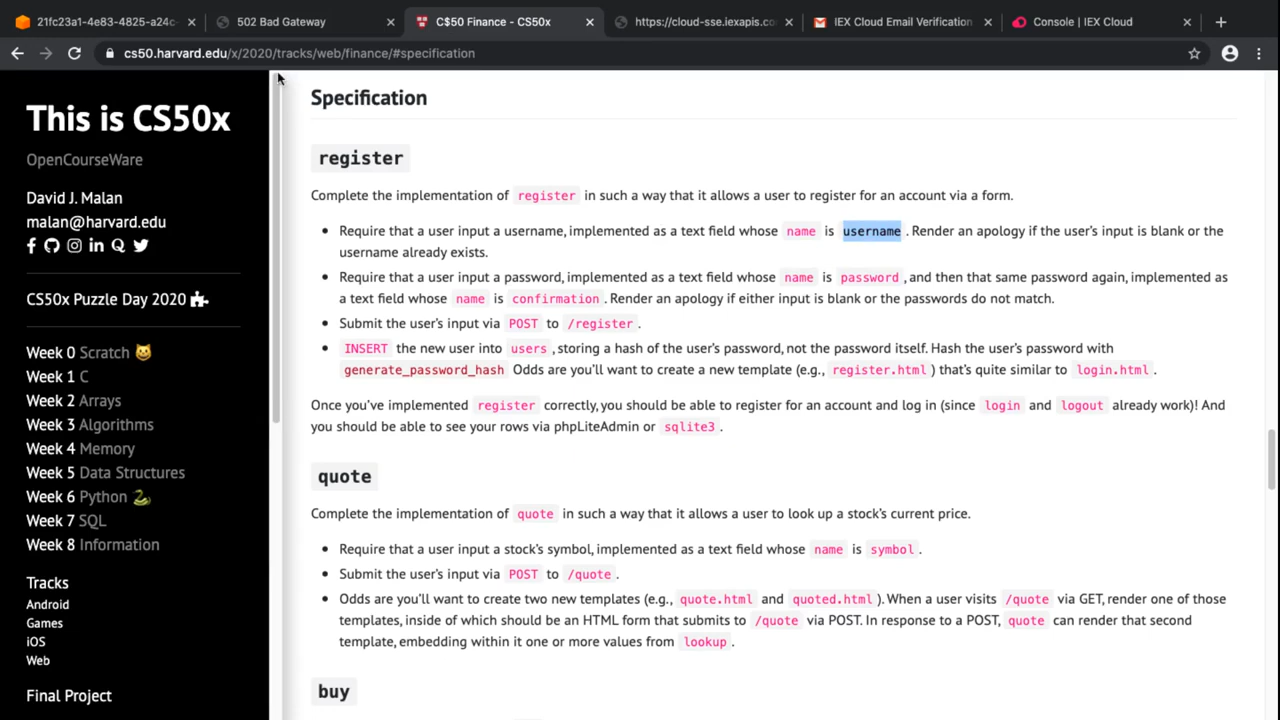 21fc23a1-4e83-4825-a24c-
502 Bad Gateway
C$50 Finance - CS50x
https://cloud-sse.iexapis.co
IEX Cloud Email Verification
Console | IEX Cloud
cs50.harvard.edu/x/2020/tracks/web/finance/#specification
This is CS50x
OpenCourseWare
David J. Malan
malan@harvard.edu
CS50x Puzzle Day 2020
Week 0 Scratch
Week 1 C
Week 2 Arrays
Week 3 Algorithms
Week 4 Memory
Week 5 Data Structures
Week 6 Python
Week 7 SQL
Week 8 Information
Tracks
Android
Games
iOS
Web
Final Project
Specification
register
Complete the implementation of register in such a way that it allows a user to register for an account via a form.
• Require that a user input a username, implemented as a text field whose name is username . Render an apology if the user’s input is blank or the
username already exists.
• Require that a user input a password, implemented as a text field whose name is password , and then that same password again, implemented as
a text field whose name is confirmation . Render an apology if either input is blank or the passwords do not match.
• Submit the user’s input via POST to /register .
• INSERT the new user into users , storing a hash of the user’s password, not the password itself. Hash the user’s password with
generate_password_hash Odds are you’ll want to create a new template (e.g., register.html ) that’s quite similar to login.html .
Once you’ve implemented register correctly, you should be able to register for an account and log in (since login and logout already work)! And
you should be able to see your rows via phpLiteAdmin or sqlite3 .
quote
Complete the implementation of quote in such a way that it allows a user to look up a stock’s current price.
• Require that a user input a stock’s symbol, implemented as a text field whose name is symbol .
• Submit the user’s input via POST to /quote .
• Odds are you’ll want to create two new templates (e.g., quote.html and quoted.html ). When a user visits /quote via GET, render one of those
templates, inside of which should be an HTML form that submits to /quote via POST. In response to a POST, quote can render that second
template, embedding within it one or more values from lookup .
buy